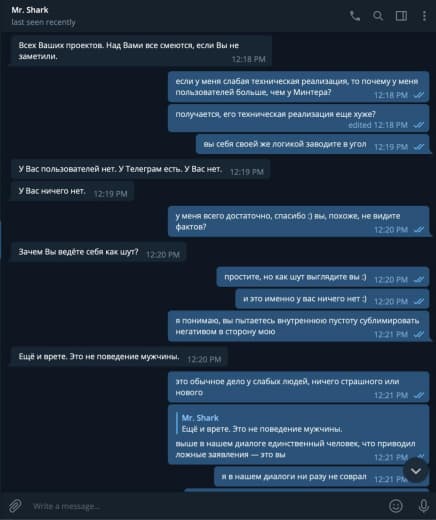 Mr. Shark
last seen recently
Всех Ваших проектов. Над Вами все смеются, если Вы не
заметили.
12:18 PM
если у меня слабая техническая реализация, то почему у меня
пользователей больше, чем у Минтера?
12:18 PM
получается, его техническая реализация еще хуже?
edited 12:18 PM
вы себя своей же логикой заводите в угол 12:19 PM
У Вас пользователей нет. У Телеграм есть. У Вас нет. 12:19 PM
У Вас ничего нет. 12:19 PM
у меня всего достаточно, спасибо :) вы, похоже, не видите
фактов?
12:20 PM
Зачем Вы ведёте себя как шут? 12:20 PM
простите, но как шут выглядите вы :) 12:20 PM
и это именно у вас ничего нет :) 12:20 PM
я понимаю, вы пытаетесь внутреннюю пустоту сублимировать
негативом в сторону мою
12:21 PM
Ещё и врете. Это не поведение мужчины. 12:20 PM
это обычное дело у слабых людей, ничего страшного или
нового
12:21 PM
Mr. Shark
Ещё и врете. Это не поведение мужчины.
выше в нашем диалоге единственный человек, что приводил
ложные заявления — это вы
12:21 PM
я в нашем диалоги ни разу не соврал 12:21 PM
Write a message...